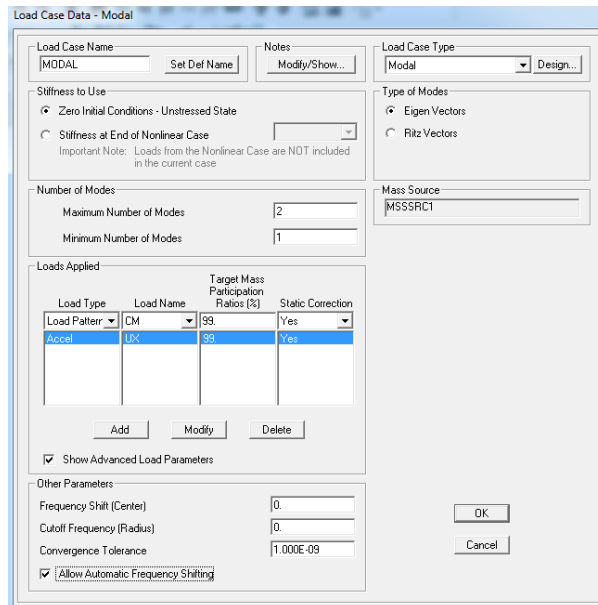 Load Case Data - Modal
Load Case Name
MODAL
Set Def Name
Notes
Modify/Show...
Load Case Type
Modal
Design...
Stiffness to Use
Zero Initial Conditions - Unstressed State
Stiffness at End of Nonlinear Case
Important Note: Loads from the Nonlinear Case are NOT included
in the current case
Type of Modes
Eigen Vectors
Ritz Vectors
Number of Modes
Maximum Number of Modes 2
Minimum Number of Modes 1
Mass Source
MSSSRC1
Loads Applied
Target Mass
Participation
Load Type Load Name Ratios (%) Static Correction
Load Pattern CM 99. Yes
Accel UX 99. Yes
Add Modify Delete
Show Advanced Load Parameters
Other Parameters
Frequency Shift (Center) 0.
Cutoff Frequency (Radius) 0.
Convergence Tolerance 1.000E-09
Allow Automatic Frequency Shifting
OK
Cancel